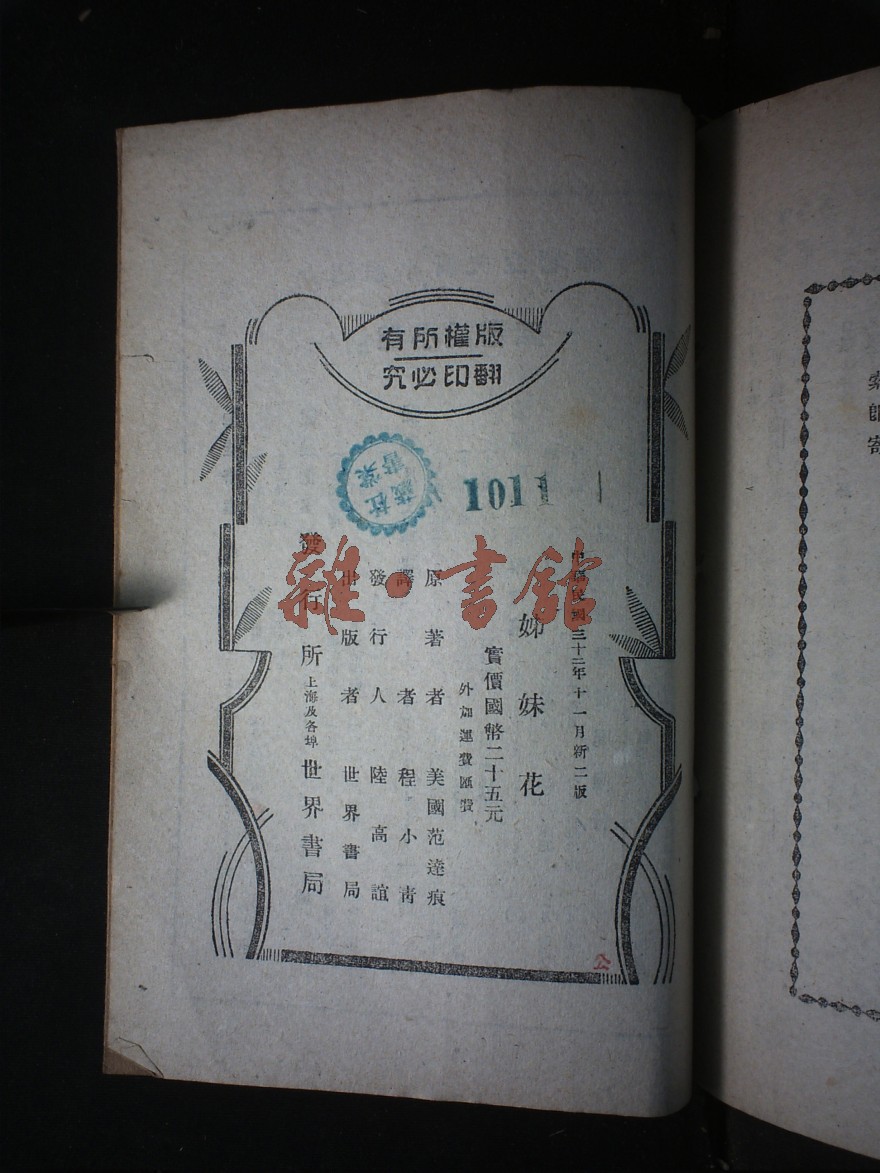 版權所有
翻印必究
1011
中華民國三十二年十一月新二版
姊妹花
實價國幣二十五元
外加運費匯費
原著者 美國范達痕
譯者 程小青
發行人 陸高誼
出版者 世界書局
發行所 上海及各埠 世界書局
公
雜·書館